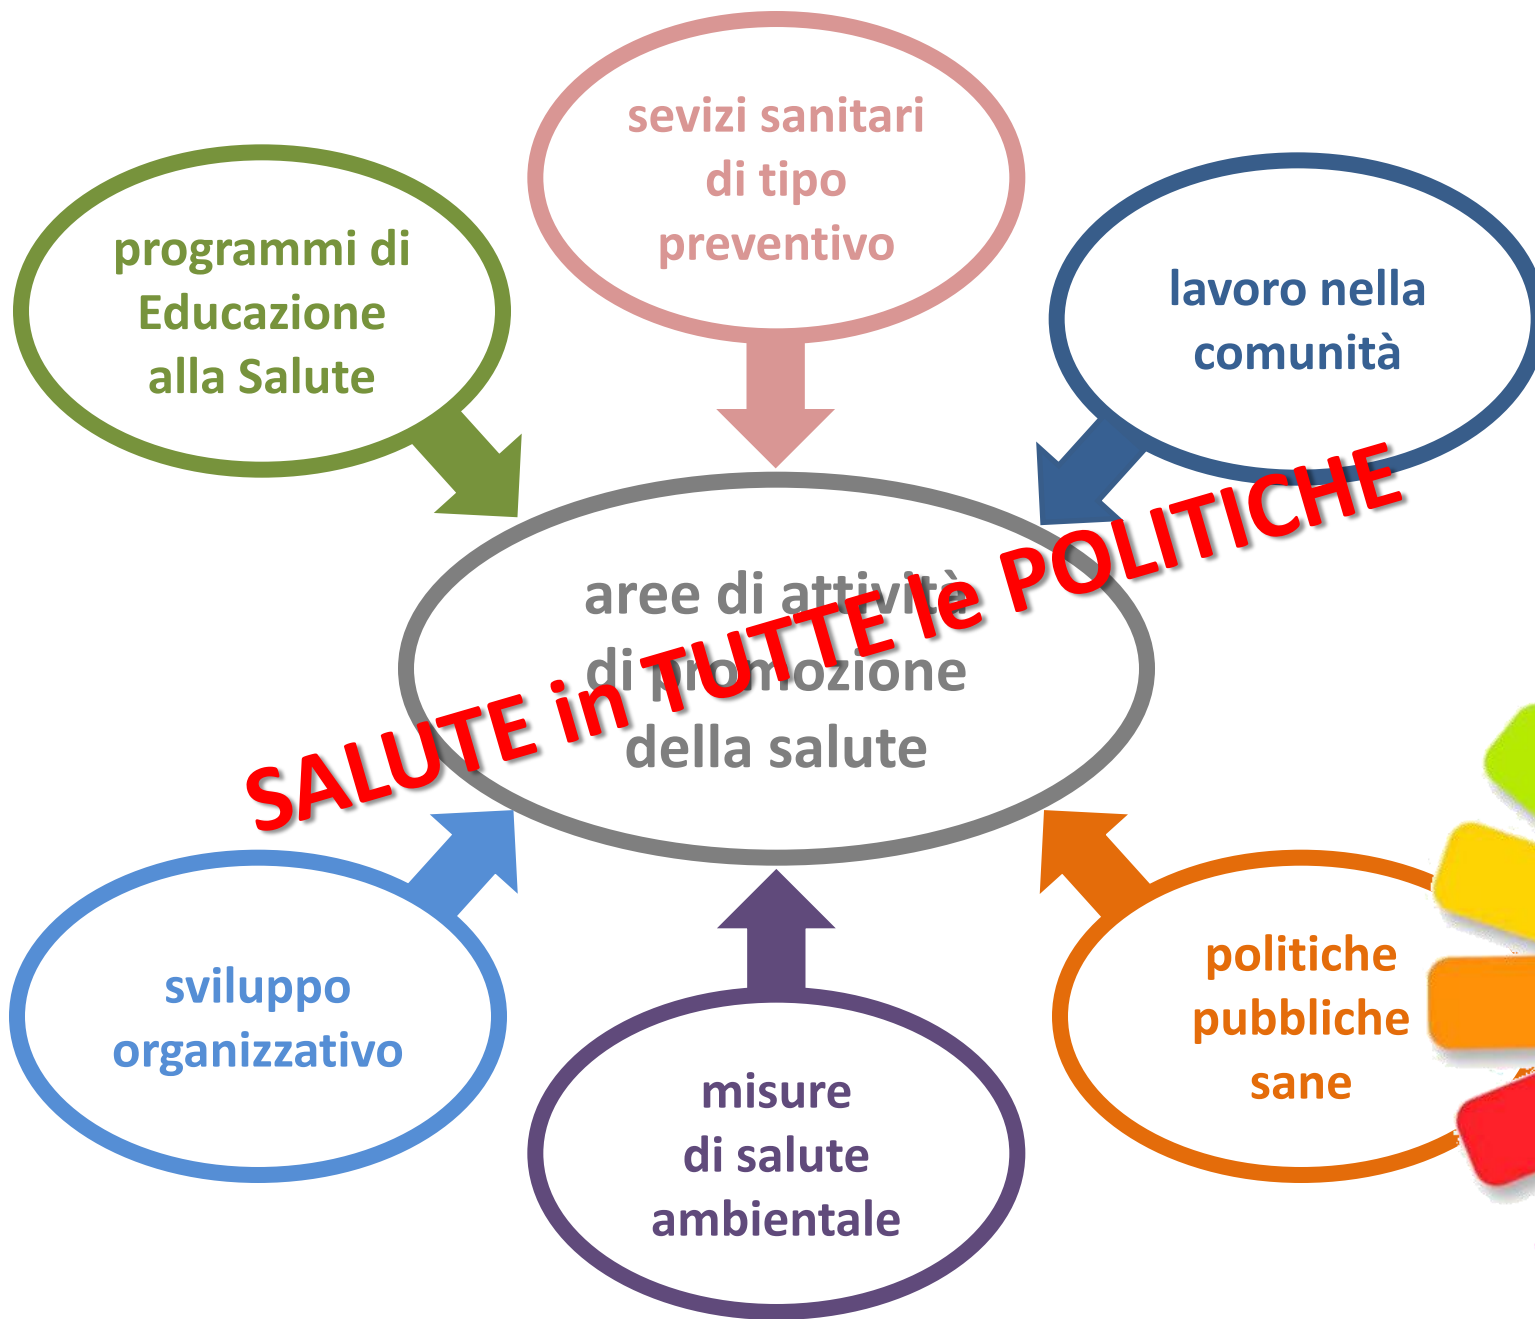 sevizi sanitari
di tipo
preventivo
programmi di
Educazione
alla Salute
lavoro nella
comunità
aree di attività
di promozione
della salute
SALUTE in TUTTE le POLITICHE
sviluppo
organizzativo
misure
di salute
ambientale
politiche
pubbliche
sane